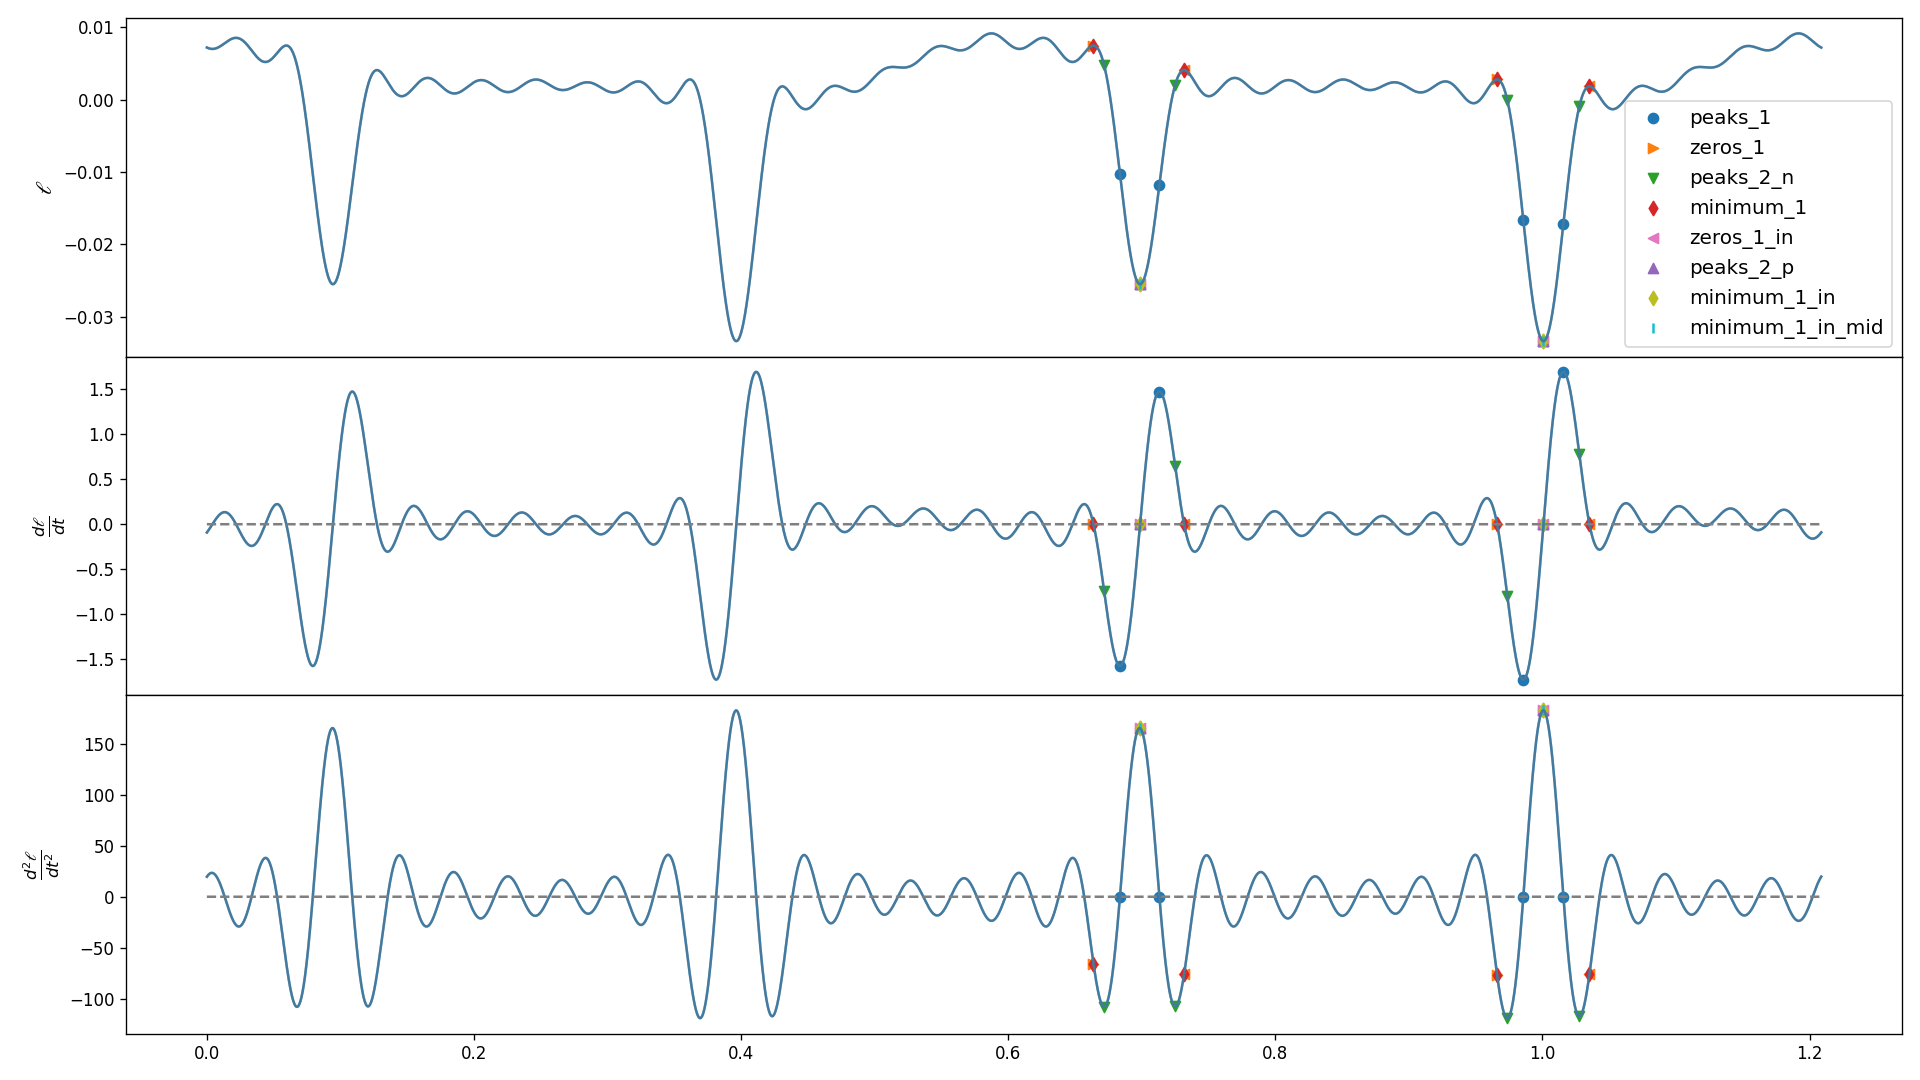 0.01
0.00
−0.01
−0.02
−0.03
ℓ
peaks_1
zeros_1
peaks_2_n
minimum_1
zeros_1_in
peaks_2_p
minimum_1_in
minimum_1_in_mid
1.5
1.0
0.5
0.0
−0.5
−1.0
−1.5
dℓ
dt
150
100
50
0
−50
−100
d²ℓ
dt²
0.0 0.2 0.4 0.6 0.8 1.0 1.2